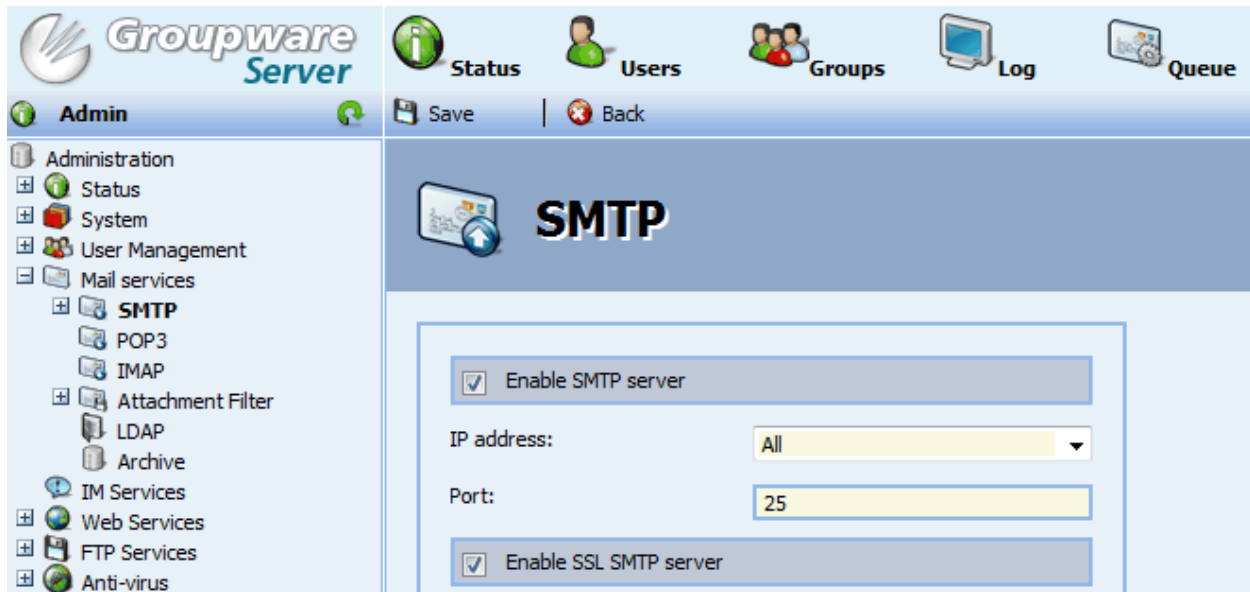 Groupware
Server
Status
Users
Groups
Log
Queue
Admin
Save
Back
Administration
Status
System
User Management
Mail services
SMTP
POP3
IMAP
Attachment Filter
LDAP
Archive
IM Services
Web Services
FTP Services
Anti-virus
SMTP
Enable SMTP server
IP address: All
Port: 25
Enable SSL SMTP server